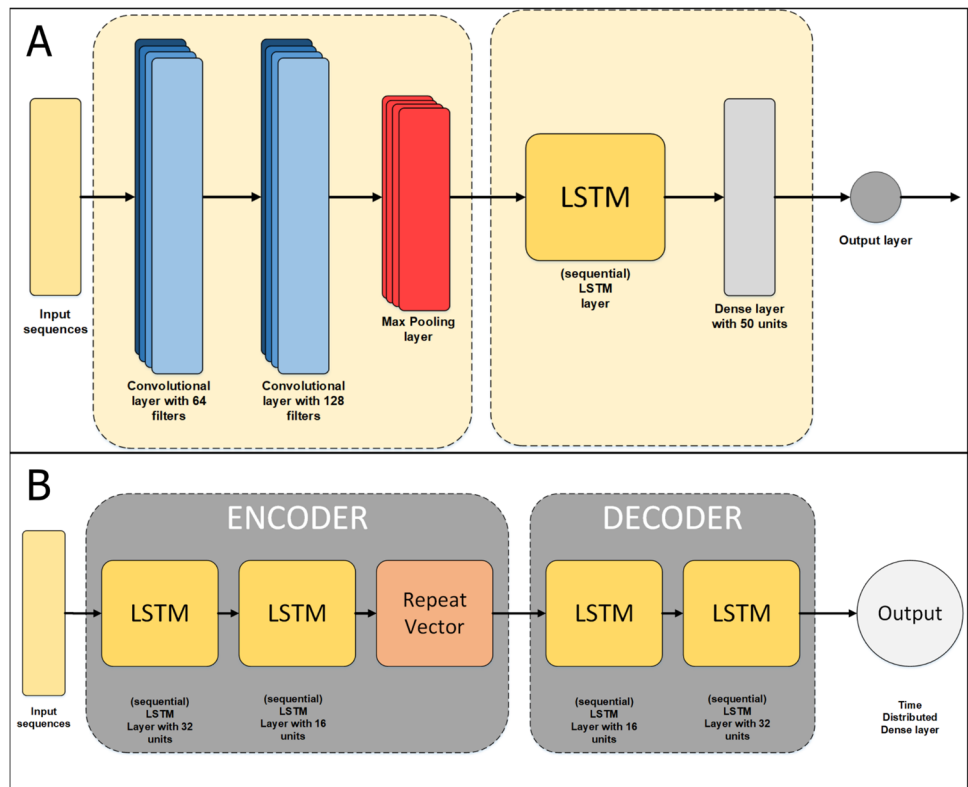 A
Input
sequences
Convolutional
layer with 64
filters
Convolutional
layer with 128
filters
Max Pooling
layer
LSTM
(sequential)
LSTM
layer
Dense layer
with 50 units
Output layer
B
ENCODER
DECODER
Input
sequences
LSTM
(sequential)
LSTM
Layer with 32
units
LSTM
(sequential)
LSTM
Layer with 16
units
Repeat
Vector
LSTM
(sequential)
LSTM
Layer with 16
units
LSTM
(sequential)
LSTM
Layer with 32
units
Output
Time
Distributed
Dense layer